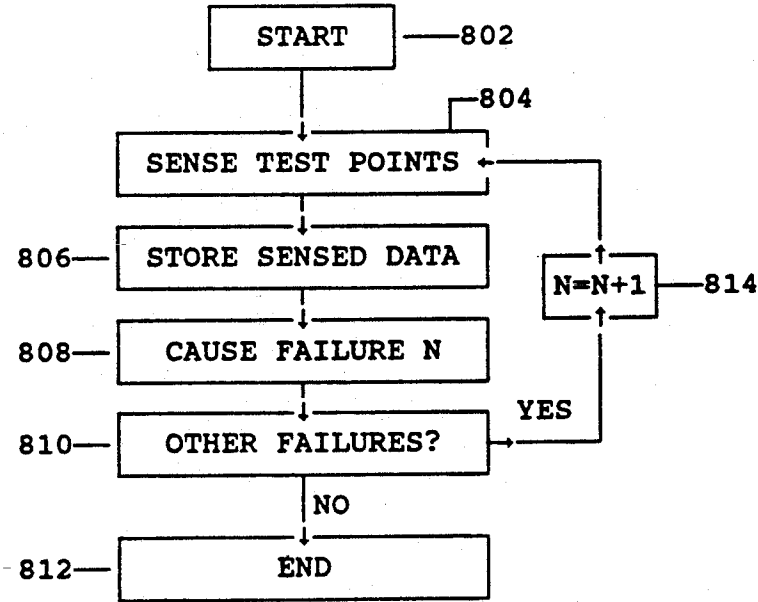 START
802
804
SENSE TEST POINTS
806
STORE SENSED DATA
N=N+1
814
808
CAUSE FAILURE N
YES
810
OTHER FAILURES?
NO
812
END